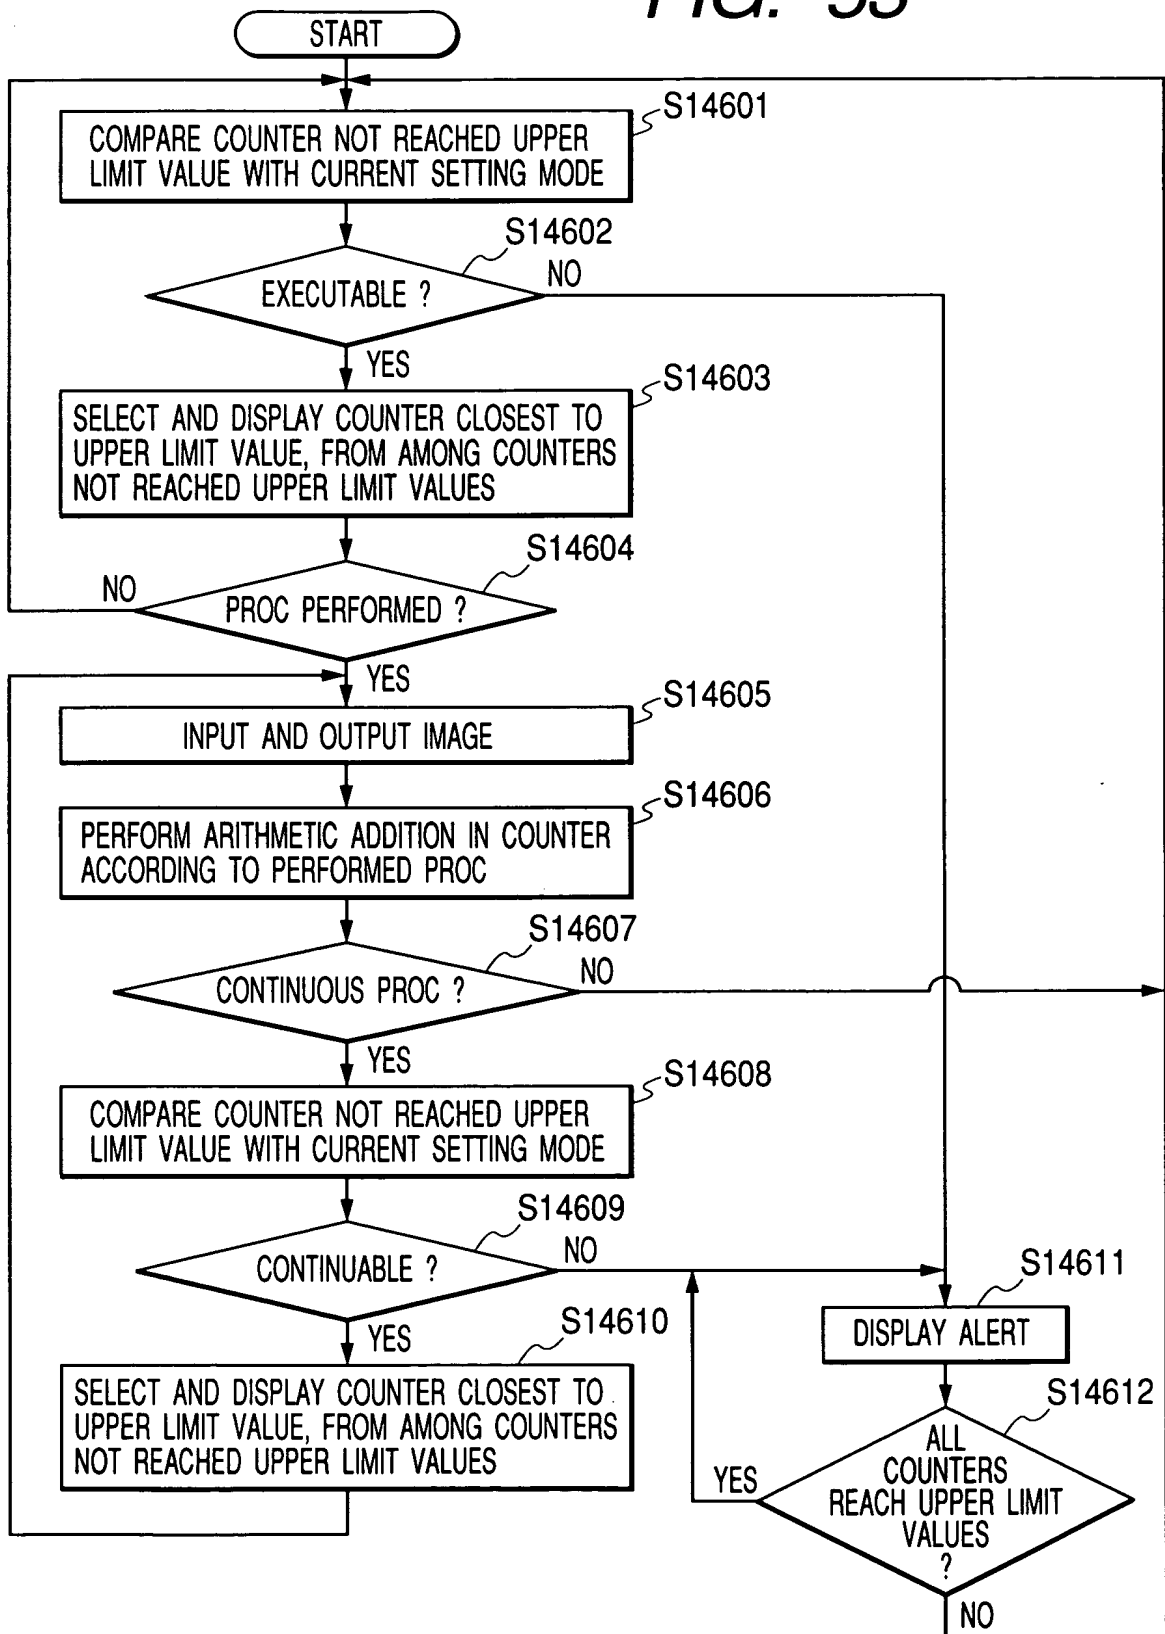 FIG. 53
START
S14601
COMPARE COUNTER NOT REACHED UPPER
LIMIT VALUE WITH CURRENT SETTING MODE
S14602
EXECUTABLE ?
NO
YES
S14603
SELECT AND DISPLAY COUNTER CLOSEST TO
UPPER LIMIT VALUE, FROM AMONG COUNTERS
NOT REACHED UPPER LIMIT VALUES
S14604
NO
PROC PERFORMED ?
YES
S14605
INPUT AND OUTPUT IMAGE
S14606
PERFORM ARITHMETIC ADDITION IN COUNTER
ACCORDING TO PERFORMED PROC
S14607
CONTINUOUS PROC ?
NO
YES
S14608
COMPARE COUNTER NOT REACHED UPPER
LIMIT VALUE WITH CURRENT SETTING MODE
S14609
CONTINUABLE ?
NO
YES
S14610
SELECT AND DISPLAY COUNTER CLOSEST TO
UPPER LIMIT VALUE, FROM AMONG COUNTERS
NOT REACHED UPPER LIMIT VALUES
S14611
DISPLAY ALERT
S14612
ALL
COUNTERS
REACH UPPER LIMIT
VALUES
?
YES
NO